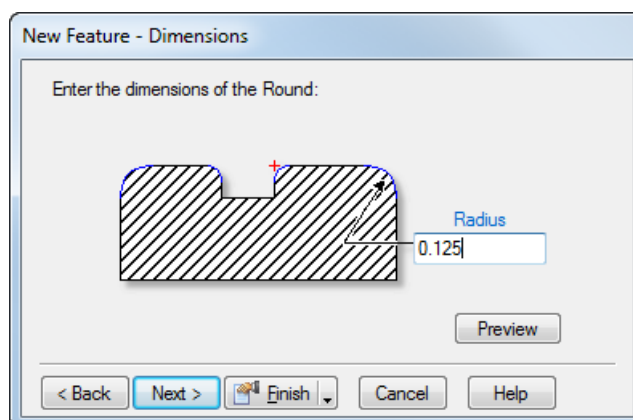 New Feature - Dimensions
Enter the dimensions of the Round:
Radius
0.125
Preview
< Back Next > Finish Cancel Help